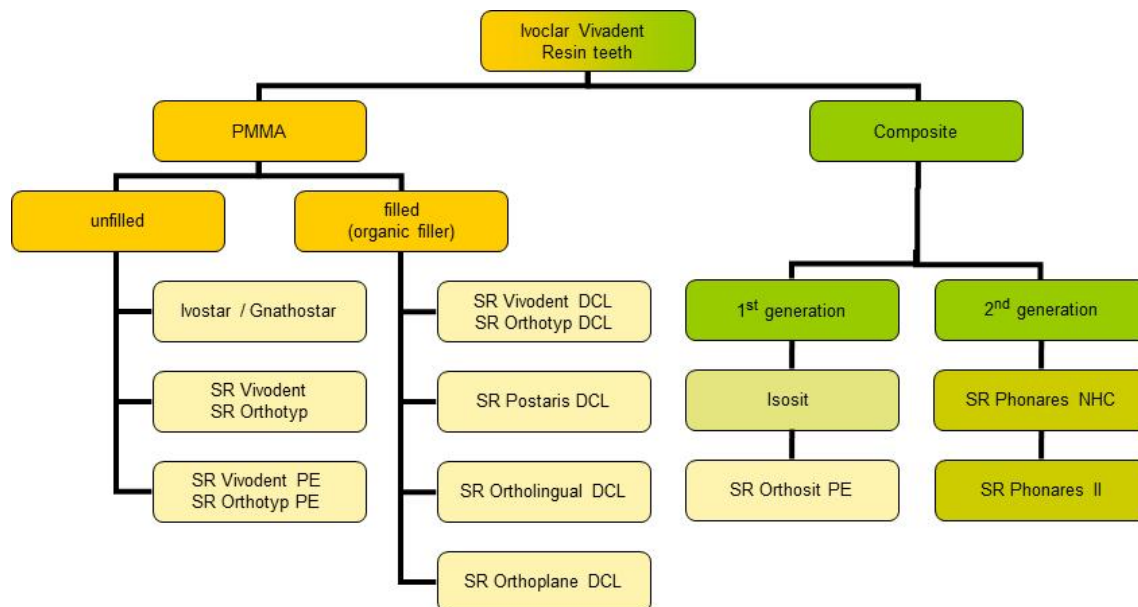 Ivoclar Vivadent
Resin teeth
PMMA
Composite
unfilled
filled
(organic filler)
Ivostar / Gnathostar
SR Vivodent
SR Orthotyp
SR Vivodent PE
SR Orthotyp PE
SR Vivodent DCL
SR Orthotyp DCL
SR Postaris DCL
SR Ortholingual DCL
SR Orthoplane DCL
1st generation
Isosit
SR Orthosit PE
2nd generation
SR Phonares NHC
SR Phonares II